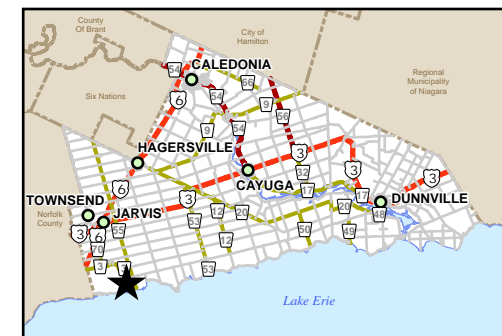 County
Of Brant
City of
Hamilton
CALEDONIA
54
66
Regional
Municipality
of Niagara
Six Nations
6
54
9
56
9
54
HAGERSVILLE
3
3
3
32
6
CAYUGA
17
17
TOWNSEND
3
DUNNVILLE
Norfolk
County
JARVIS
53
12
20
20
48
3
6
55
12
50
49
70
3
53
Lake Erie